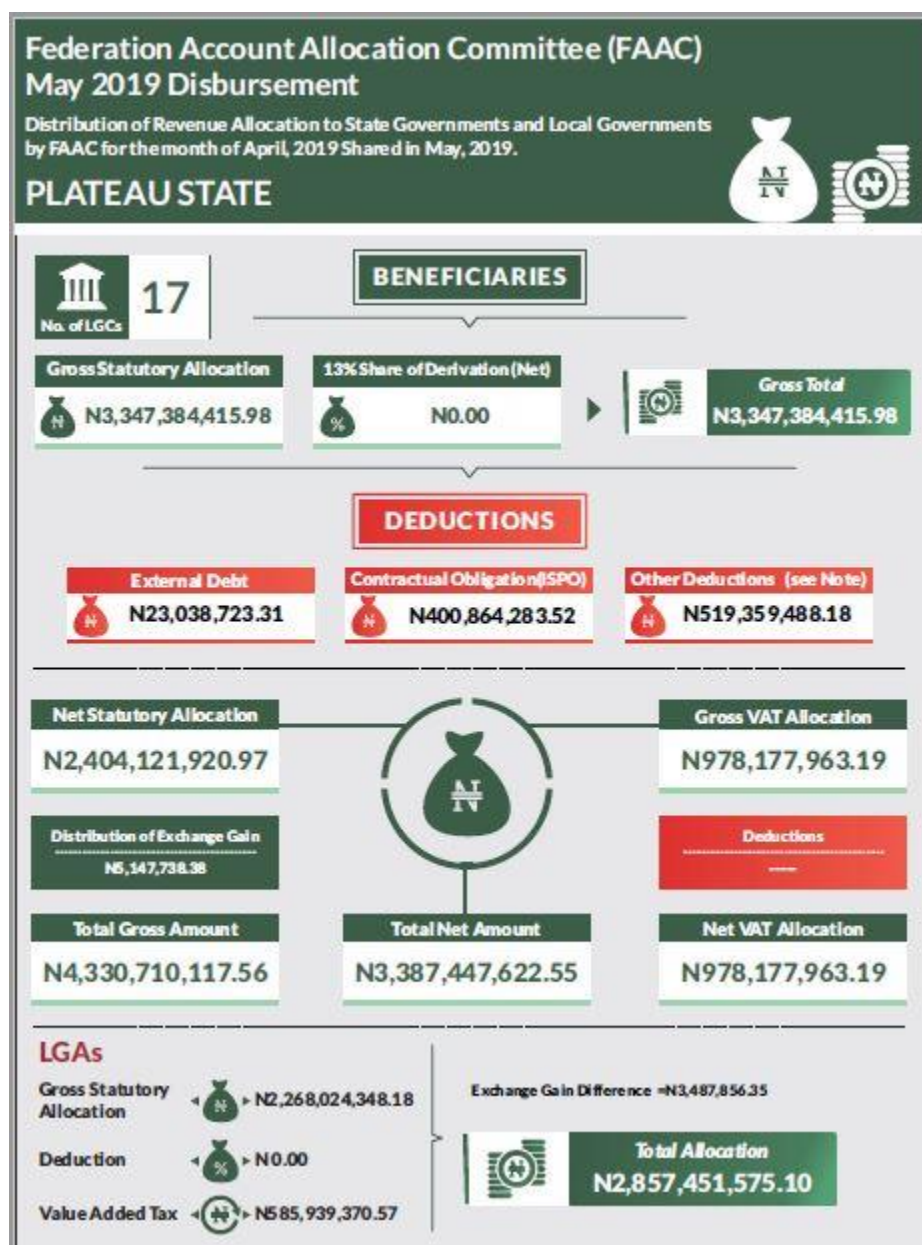 Federation Account Allocation Committee (FAAC)
May 2019 Disbursement
Distribution of Revenue Allocation to State Governments and Local Governments
by FAAC for the month of April, 2019 Shared in May, 2019.
PLATEAU STATE
No. of LGCs
17
BENEFICIARIES
Gross Statutory Allocation
N3,347,384,415.98
13% Share of Derivation (Net)
N0.00
Gross Total
N3,347,384,415.98
DEDUCTIONS
External Debt
N23,038,723.31
Contractual Obligation(ISPO)
N400,864,283.52
Other Deductions (see Note)
N519,359,488.18
Net Statutory Allocation
N2,404,121,920.97
Gross VAT Allocation
N978,177,963.19
Distribution of Exchange Gain
N5,147,738.38
Deductions
Total Gross Amount
N4,330,710,117.56
Total Net Amount
N3,387,447,622.55
Net VAT Allocation
N978,177,963.19
LGAs
Gross Statutory
Allocation
N2,268,024,348.18
Deduction
N0.00
Value Added Tax
N585,939,370.57
Exchange Gain Difference =N3,487,856.35
Total Allocation
N2,857,451,575.10